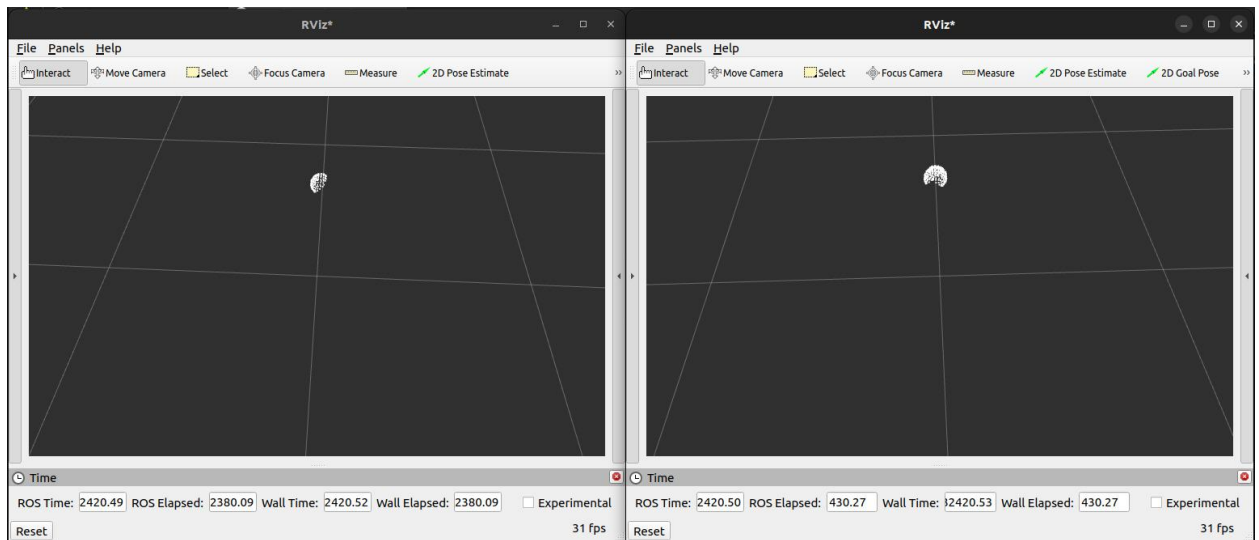 RViz*
File Panels Help
Interact Move Camera Select Focus Camera Measure 2D Pose Estimate »
Time
ROS Time: 2420.49 ROS Elapsed: 2380.09 Wall Time: 2420.52 Wall Elapsed: 2380.09 Experimental
Reset 31 fps
RViz*
File Panels Help
Interact Move Camera Select Focus Camera Measure 2D Pose Estimate 2D Goal Pose »
Time
ROS Time: 2420.50 ROS Elapsed: 430.27 Wall Time: 2420.53 Wall Elapsed: 430.27 Experimental
Reset 31 fps